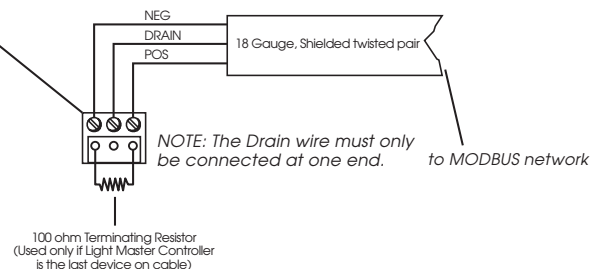 NEG
DRAIN
POS
18 Gauge, Shielded twisted pair
NOTE: The Drain wire must only
be connected at one end.
to MODBUS network
100 ohm Terminating Resistor
(Used only if Light Master Controller
is the last device on cable)